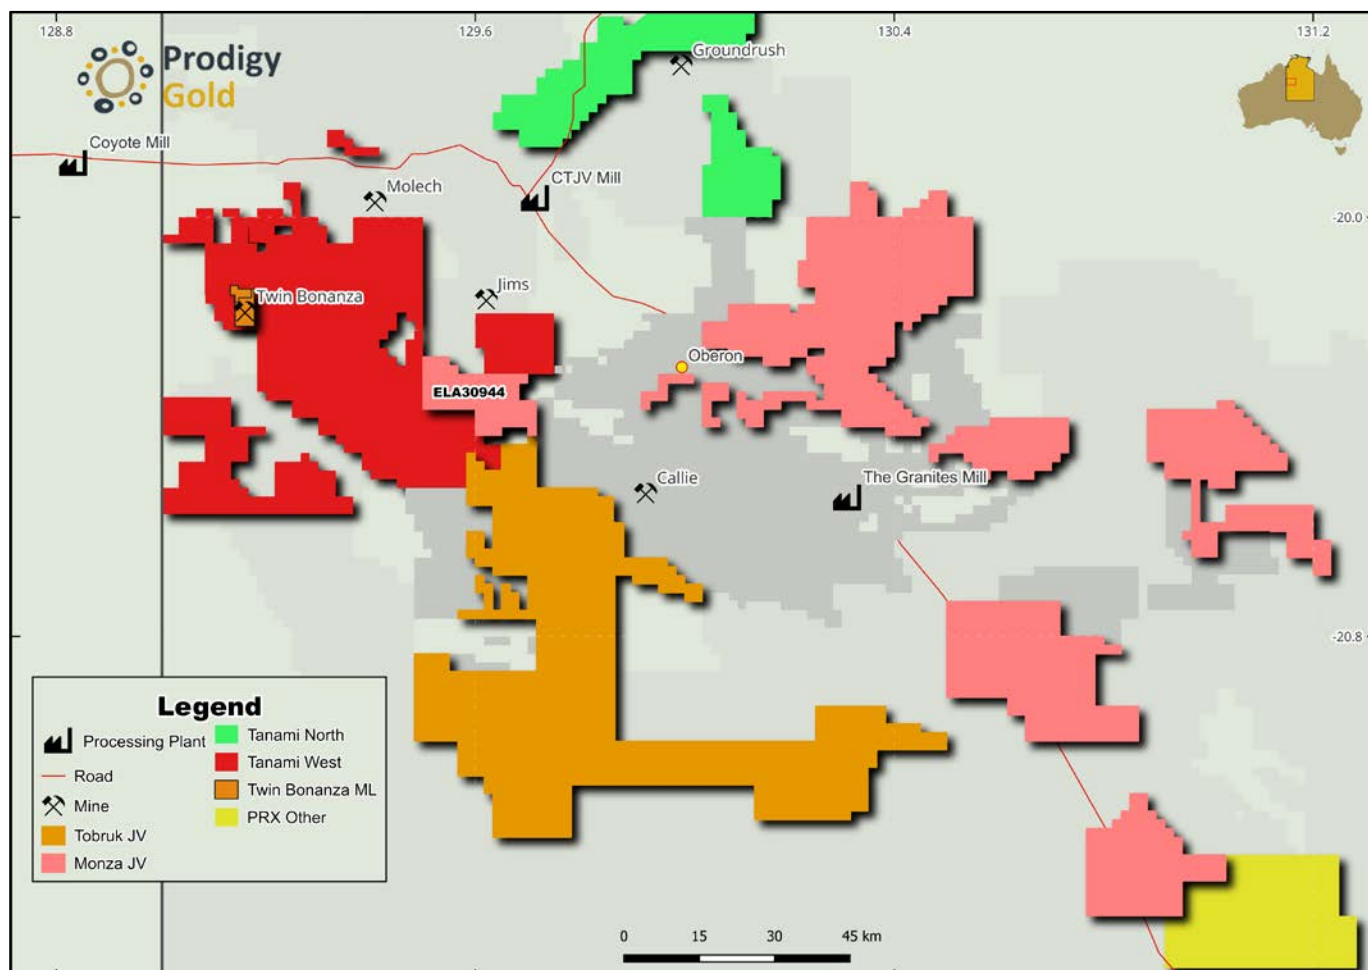 128.8
129.6
130.4
131.2
Prodigy
Gold
Groundrush
Coyote Mill
Molech
CTJV Mill
-20.0
Twin Bonanza
Jims
Oberon
ELA30944
Callie
The Granites Mill
-20.8
Legend
Processing Plant
Road
Mine
Tobruk JV
Monza JV
Tanami North
Tanami West
Twin Bonanza ML
PRX Other
0 15 30 45 km